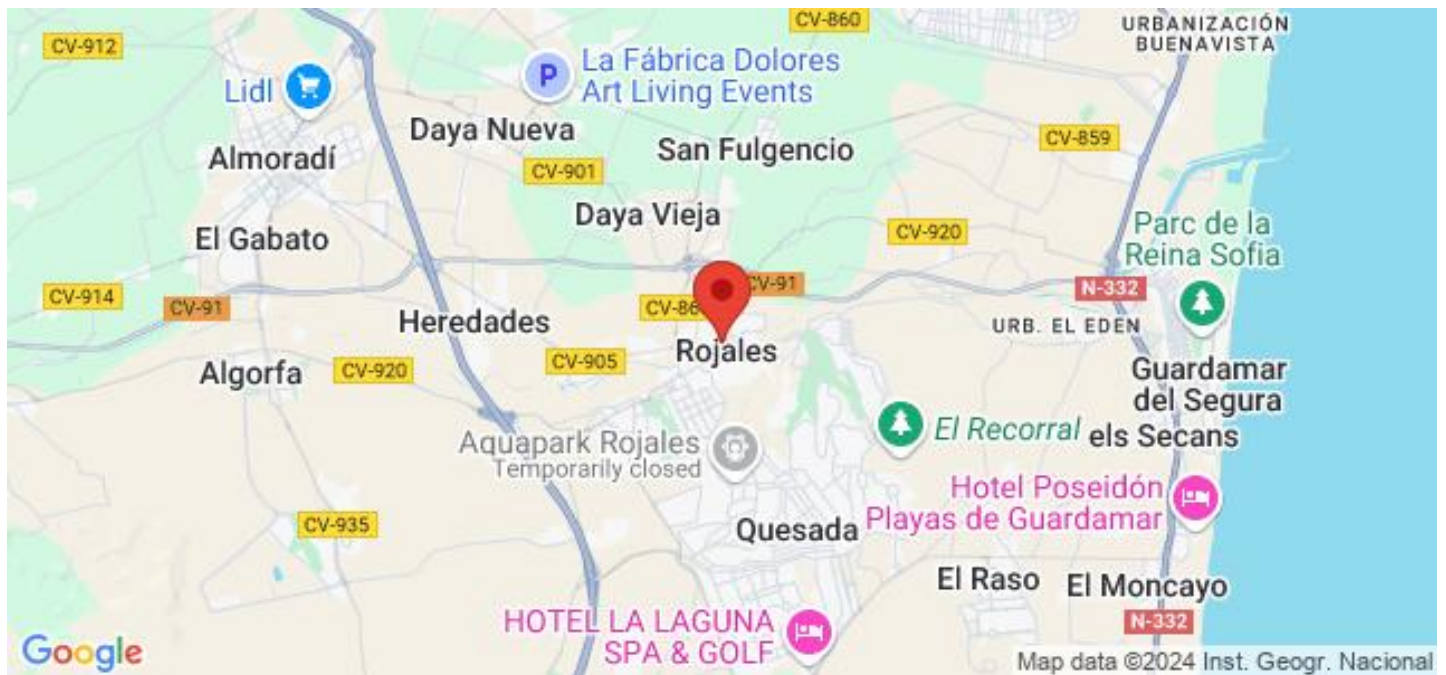 CV-860
URBANIZACIÓN
BUENAVISTA
CV-912
La Fábrica Dolores
Art Living Events
P
Lidl
Daya Nueva
CV-859
San Fulgencio
Almoradí
CV-901
Daya Vieja
Parc de la
Reina Sofia
CV-920
El Gabato
CV-91
N-332
CV-914
CV-91
CV-86
Heredades
URB. EL EDEN
Rojales
CV-905
Algorfa
CV-920
Guardamar
del Segura
El Recorral
els Secans
Aquapark Rojales
Temporarily closed
Hotel Poseidón
Playas de Guardamar
CV-935
Quesada
El Raso
El Moncayo
HOTEL LA LAGUNA
SPA & GOLF
N-332
Google
Map data ©2024 Inst. Geogr. Nacional